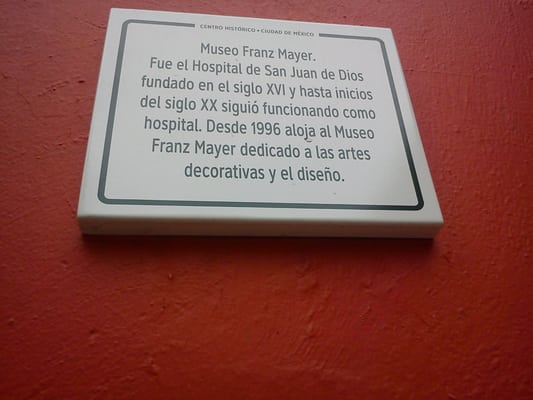 CENTRO HISTÓRICO • CIUDAD DE MÉXICO
Museo Franz Mayer.
Fue el Hospital de San Juan de Dios
fundado en el siglo XVI y hasta inicios
del siglo XX siguió funcionando como
hospital. Desde 1996 aloja al Museo
Franz Mayer dedicado a las artes
decorativas y el diseño.